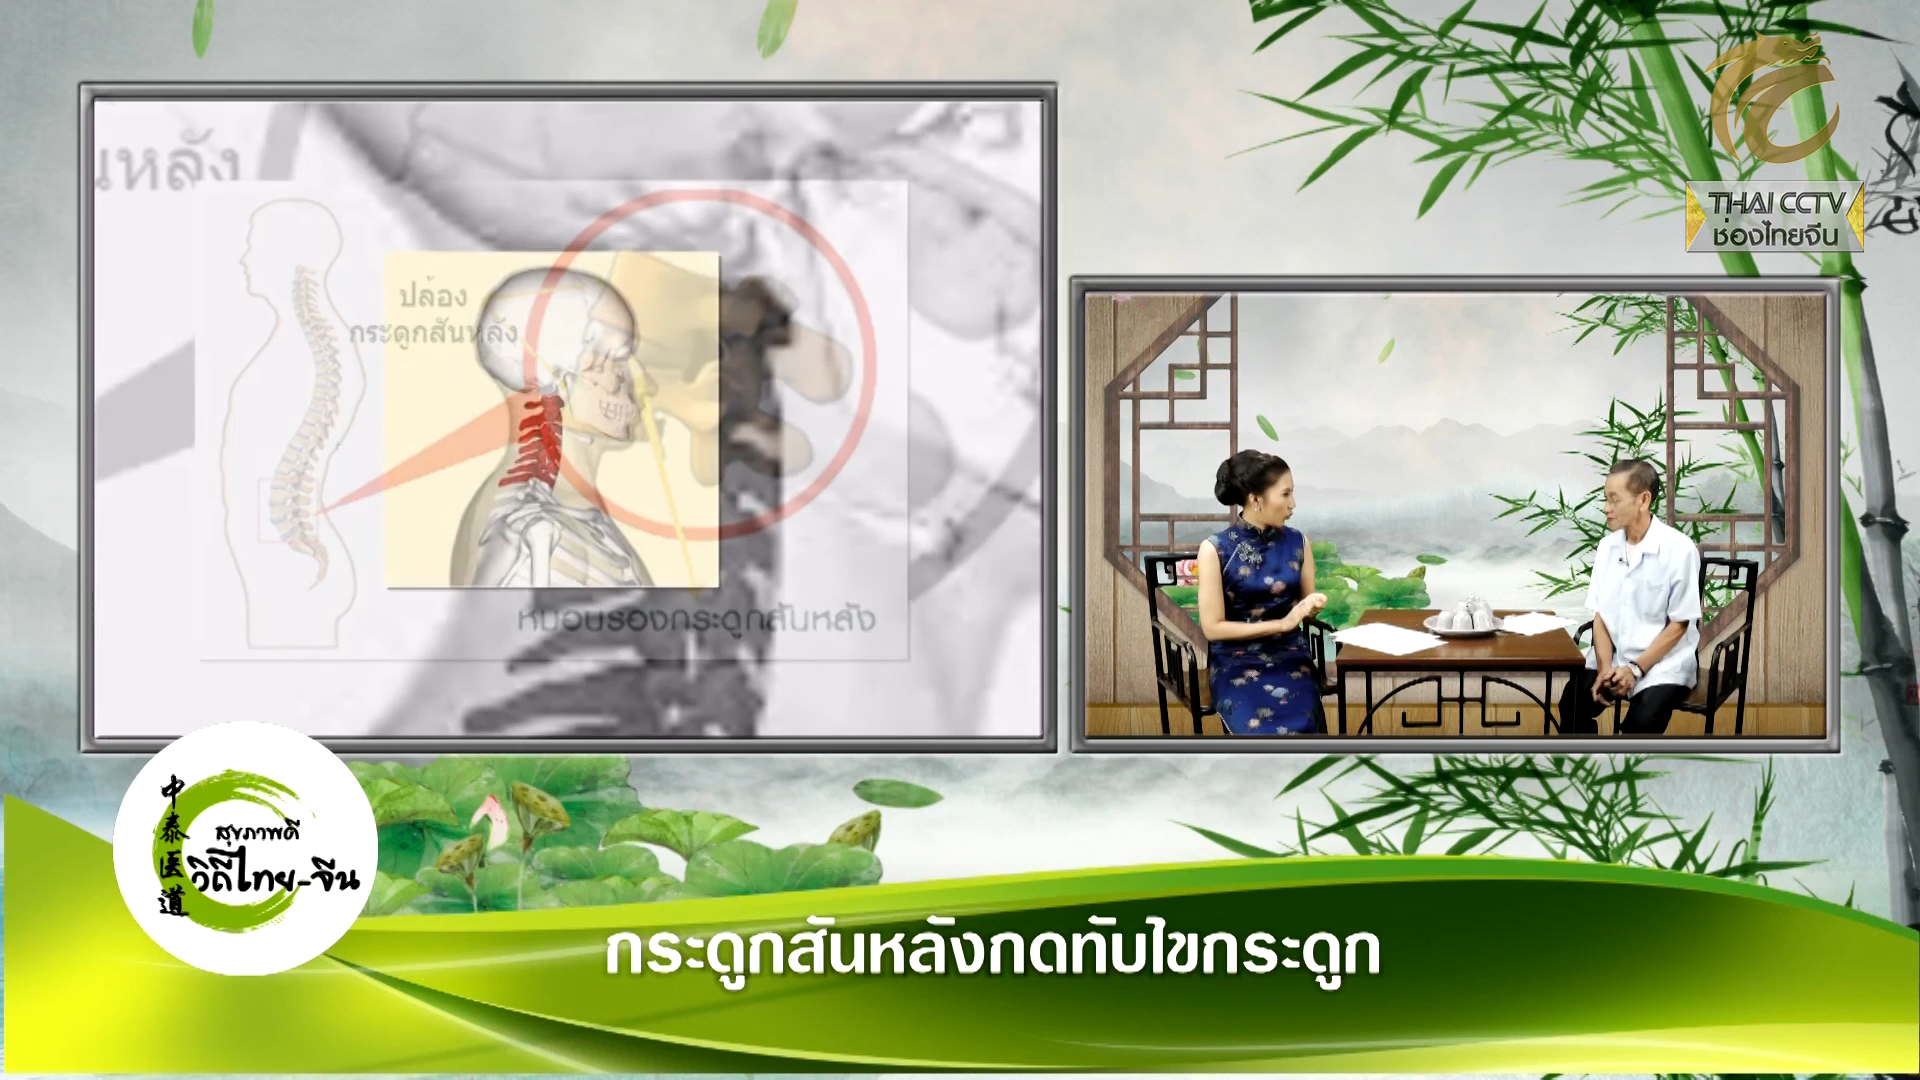 นหลัง
ปล้อง
กระดูกสันหลัง
หมอนรองกระดูกสันหลัง
THAI CCTV
ช่องไทยจีน
中泰医道
สุขภาพดี
วิถีไทย-จีน
กระดูกสันหลังกดทับไขกระดูก